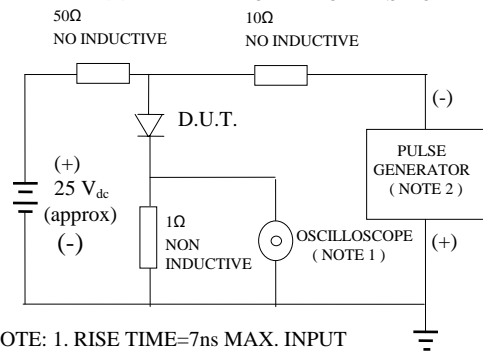 50Ω
NO INDUCTIVE
10Ω
NO INDUCTIVE
(-)
D.U.T.
PULSE
GENERATOR
( NOTE 2 )
(+)
25 Vdc
(approx)
(-)
1Ω
NON
INDUCTIVE
OSCILLOSCOPE
( NOTE 1 )
(+)
OTE: 1. RISE TIME=7ns MAX. INPUT